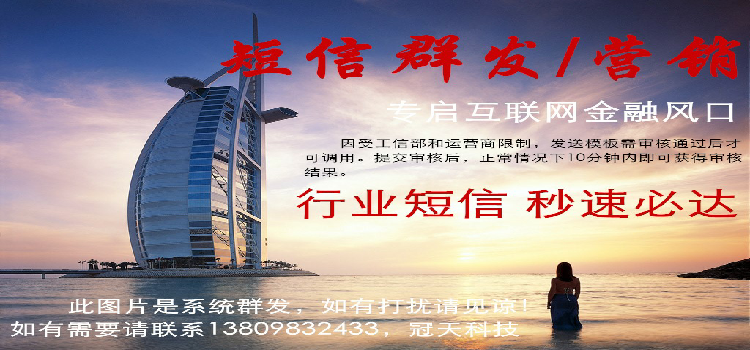 短信群发/营销
专启互联网金融风口
因受工信部和运营商限制，发送模板需审核通过后才
可调用。提交审核后，正常情况下10分钟内即可获得审核
结果。
行业短信 秒速必达
此图片是系统群发，如有打扰请见谅！
如有需要请联系13809832433，冠天科技